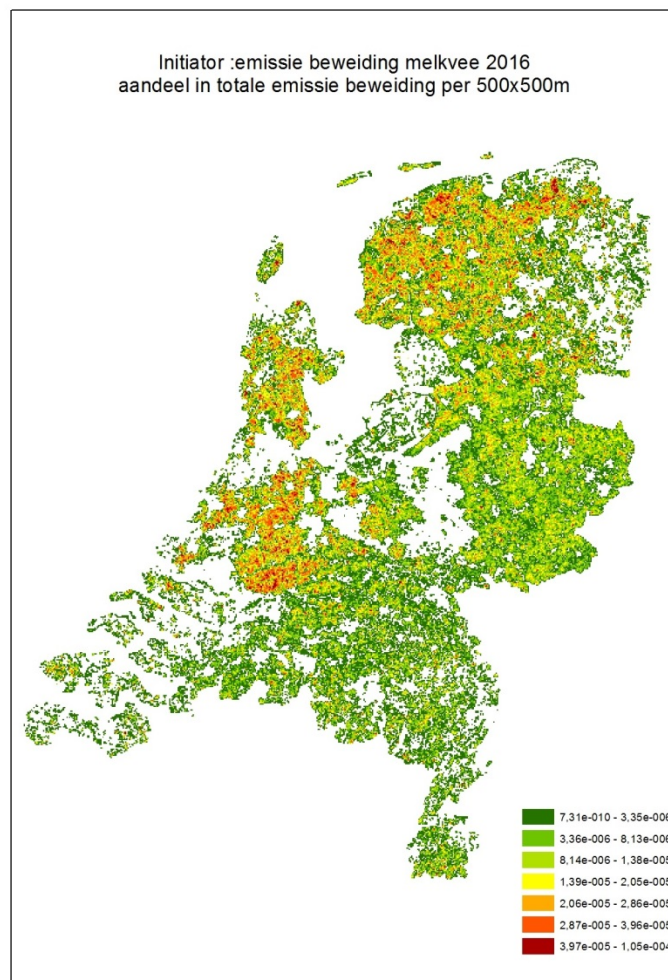 Initiator :emissie beweiding melkvee 2016
aandeel in totale emissie beweiding per 500x500m
7,31e-010 - 3,35e-006
3,36e-006 - 8,13e-006
8,14e-006 - 1,38e-005
1,39e-005 - 2,05e-005
2,06e-005 - 2,86e-005
2,87e-005 - 3,96e-005
3,97e-005 - 1,05e-004